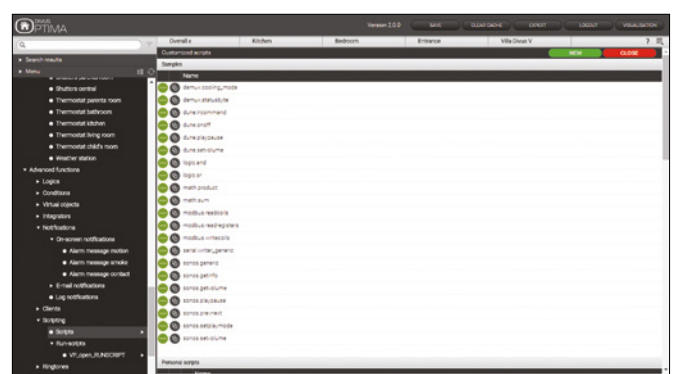 DIVUS
OPTIMA
Version 2.0.0
SAVE
CLEAR CACHE
EXPERT
LOGOUT
VISUALISATION
Overall e
Kitchen
Bedroom
Entrance
Villa Divus V
?
Search results
Menu
Customized scripts
NEW
CLOSE
Samples
Name
Shutters central
Thermostat parents room
Thermostat bathroom
Thermostat kitchen
Thermostat living room
Thermostat child's room
Weather station
Advanced functions
Logics
Conditions
Virtual objects
Integrators
Notifications
On-screen notifications
Alarm message motion
Alarm message smoke
Alarm message contact
E-mail notifications
Log notifications
Clients
Scripting
Scripts
Run-scripts
VP_open_RUNSCRIPT
Ringtones
demux.cooling_mode
demux.statusbyte
dune.ircommand
dune.onoff
dune.playpause
dune.setvolume
logic.and
logic.or
math.product
math.sum
modbus.readcoils
modbus.readregisters
modbus.writecoils
serial.writer_generic
sonos.generic
sonos.getinfo
sonos.getvolume
sonos.playpause
sonos.prevnext
sonos.setplaymode
sonos.setvolume
Personal scripts
Name